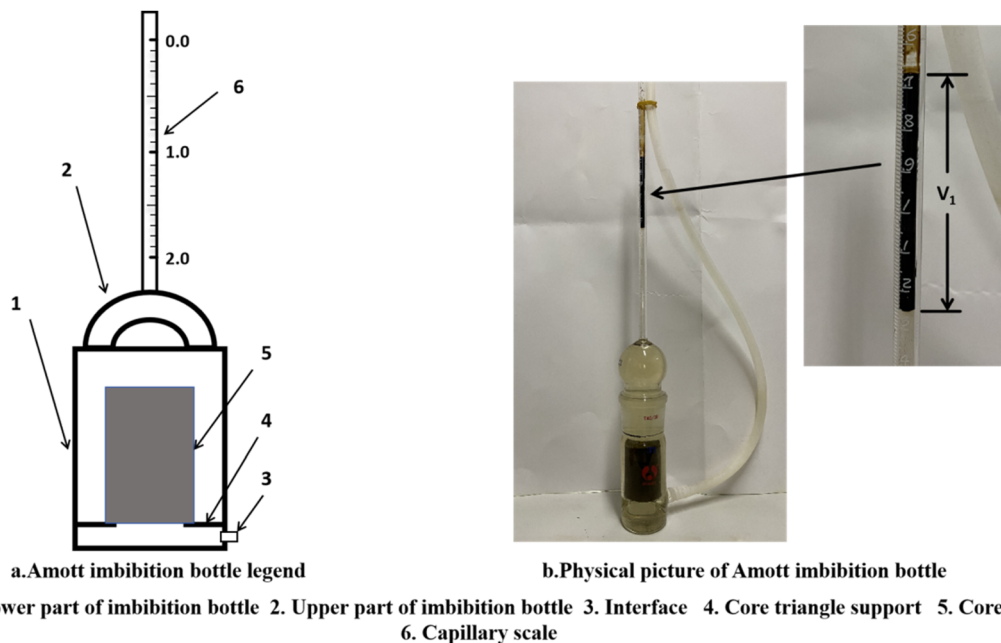 0.0
6
1.0
2
2.0
1
5
4
3
V1
a.Amott imbibition bottle legend
b.Physical picture of Amott imbibition bottle
wer part of imbibition bottle 2. Upper part of imbibition bottle 3. Interface 4. Core triangle support 5. Core
6. Capillary scale